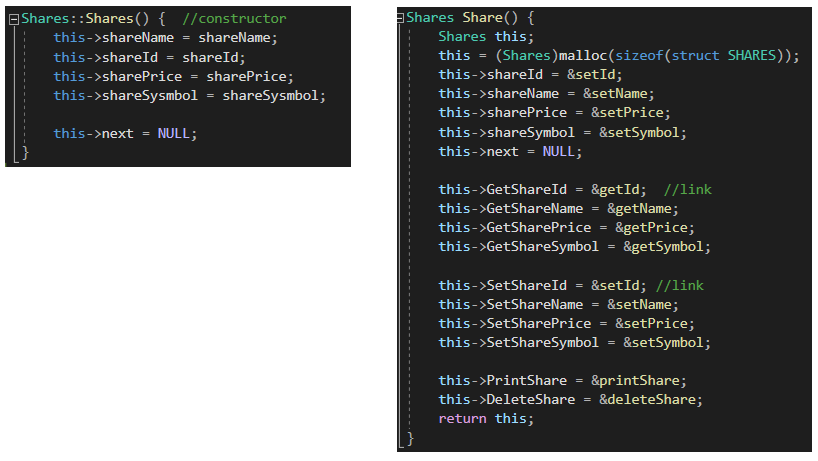 Shares::Shares() {  //constructor
    this->shareName = shareName;
    this->shareId = shareId;
    this->sharePrice = sharePrice;
    this->shareSysmbol = shareSysmbol;

    this->next = NULL;
}
Shares Share() {
    Shares this;
    this = (Shares)malloc(sizeof(struct SHARES));
    this->shareId = &setId;
    this->shareName = &setName;
    this->sharePrice = &setPrice;
    this->shareSymbol = &setSymbol;
    this->next = NULL;

    this->GetShareId = &getId;  //link
    this->GetShareName = &getName;
    this->GetSharePrice = &getPrice;
    this->GetShareSymbol = &getSymbol;

    this->SetShareId = &setId; //link
    this->SetShareName = &setName;
    this->SetSharePrice = &setPrice;
    this->SetShareSymbol = &setSymbol;

    this->PrintShare = &printShare;
    this->DeleteShare = &deleteShare;
    return this;
}